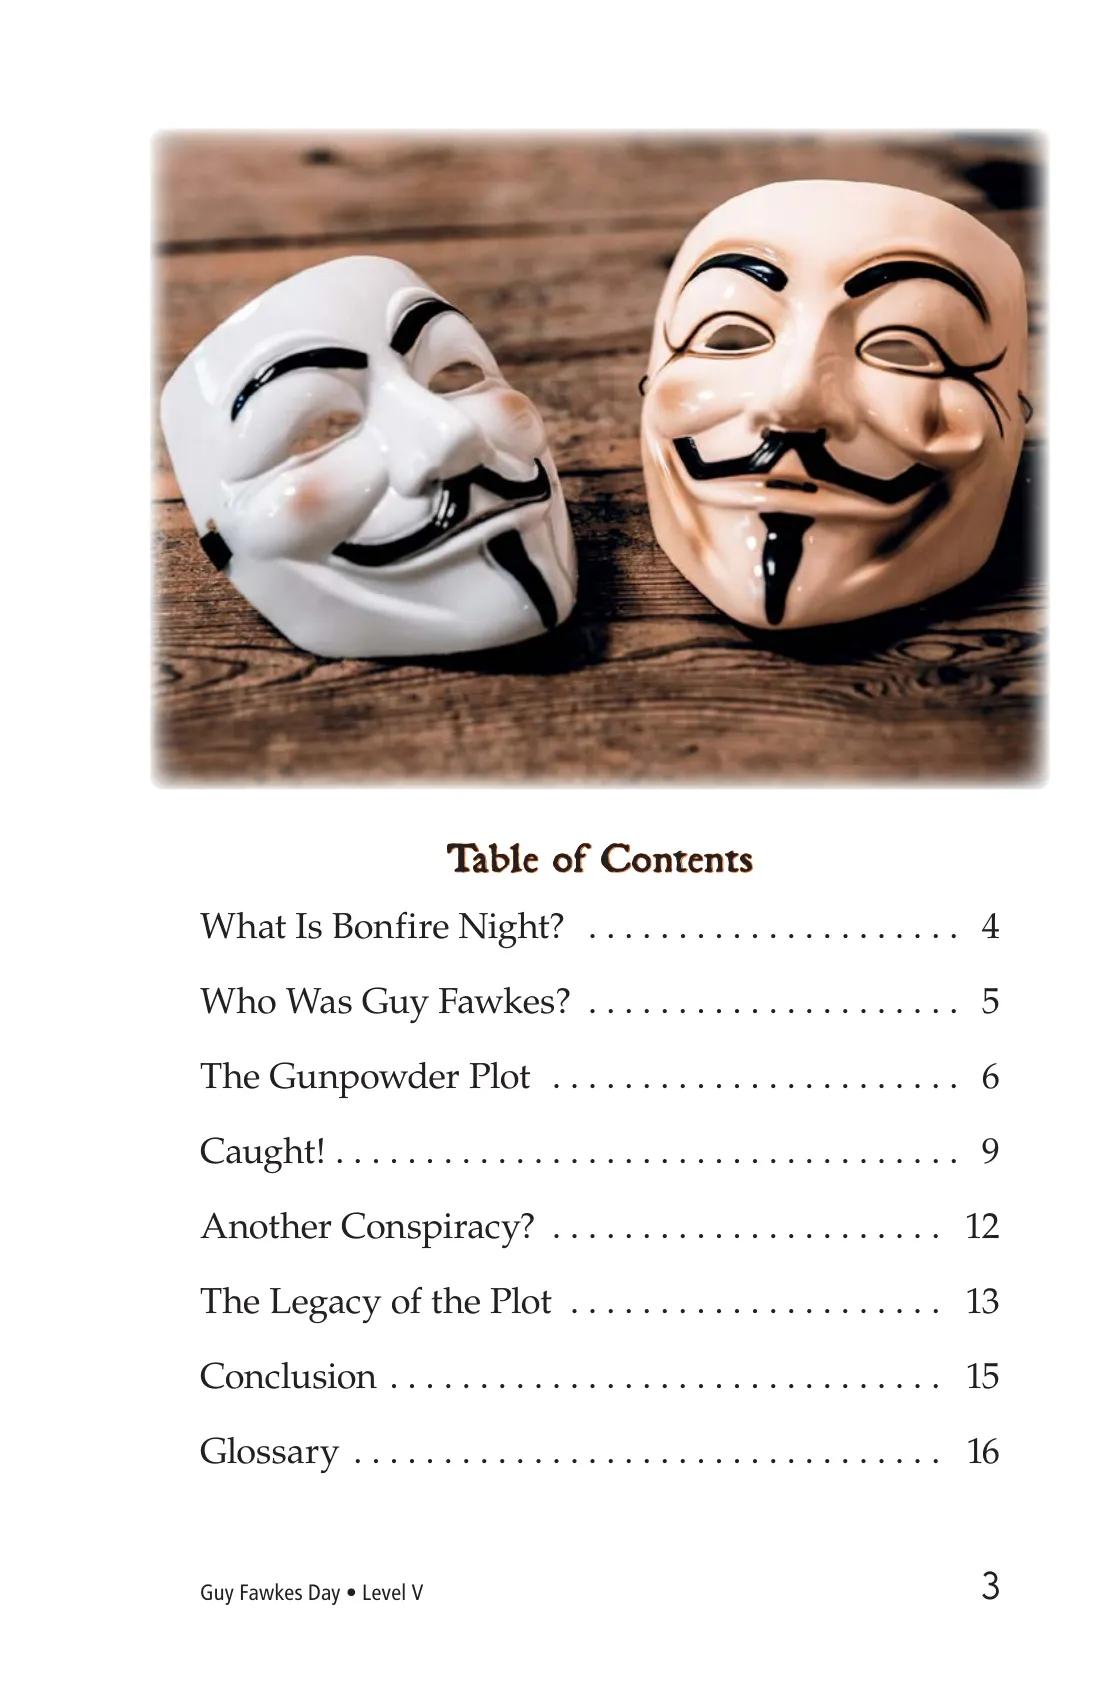 Table of Contents
What Is Bonfire Night? . . . . . . . . . . . . . . . . . . . . . 4
Who Was Guy Fawkes? . . . . . . . . . . . . . . . . . . . . . 5
The Gunpowder Plot . . . . . . . . . . . . . . . . . . . . . . . 6
Caught! . . . . . . . . . . . . . . . . . . . . . . . . . . . . . . . . . . . 9
Another Conspiracy? . . . . . . . . . . . . . . . . . . . . . . 12
The Legacy of the Plot . . . . . . . . . . . . . . . . . . . . . 13
Conclusion . . . . . . . . . . . . . . . . . . . . . . . . . . . . . . . 15
Glossary . . . . . . . . . . . . . . . . . . . . . . . . . . . . . . . . . 16
Guy Fawkes Day • Level V 3